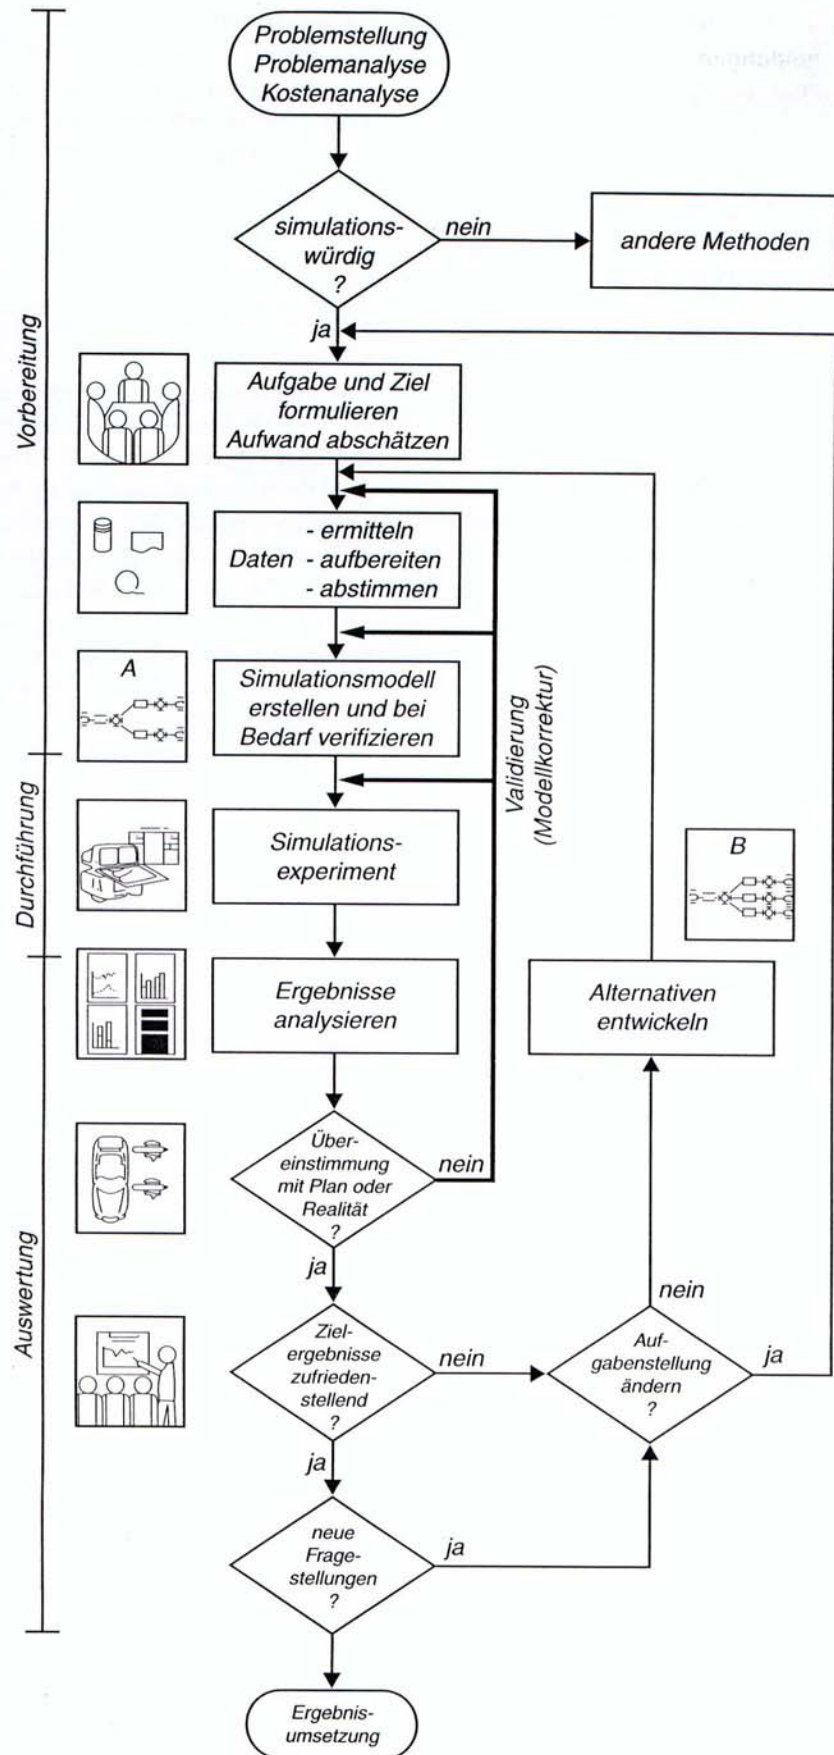 Problemstellung
Problemanalyse
Kostenanalyse
simulations-
würdig
?
nein
andere Methoden
ja
Vorbereitung
Aufgabe und Ziel
formulieren
Aufwand abschätzen
- ermitteln
Daten - aufbereiten
- abstimmen
A
Simulationsmodell
erstellen und bei
Bedarf verifizieren
Validierung
(Modellkorrektur)
Durchführung
Simulations-
experiment
B
Ergebnisse
analysieren
Alternativen
entwickeln
Auswertung
Über-
einstimmung
mit Plan oder
Realität
?
nein
ja
Ziel-
ergebnisse
zufrieden-
stellend
?
nein
nein
Auf-
gabenstellung
ändern
?
ja
ja
neue
Frage-
stellungen
?
ja
Ergebnis-
umsetzung